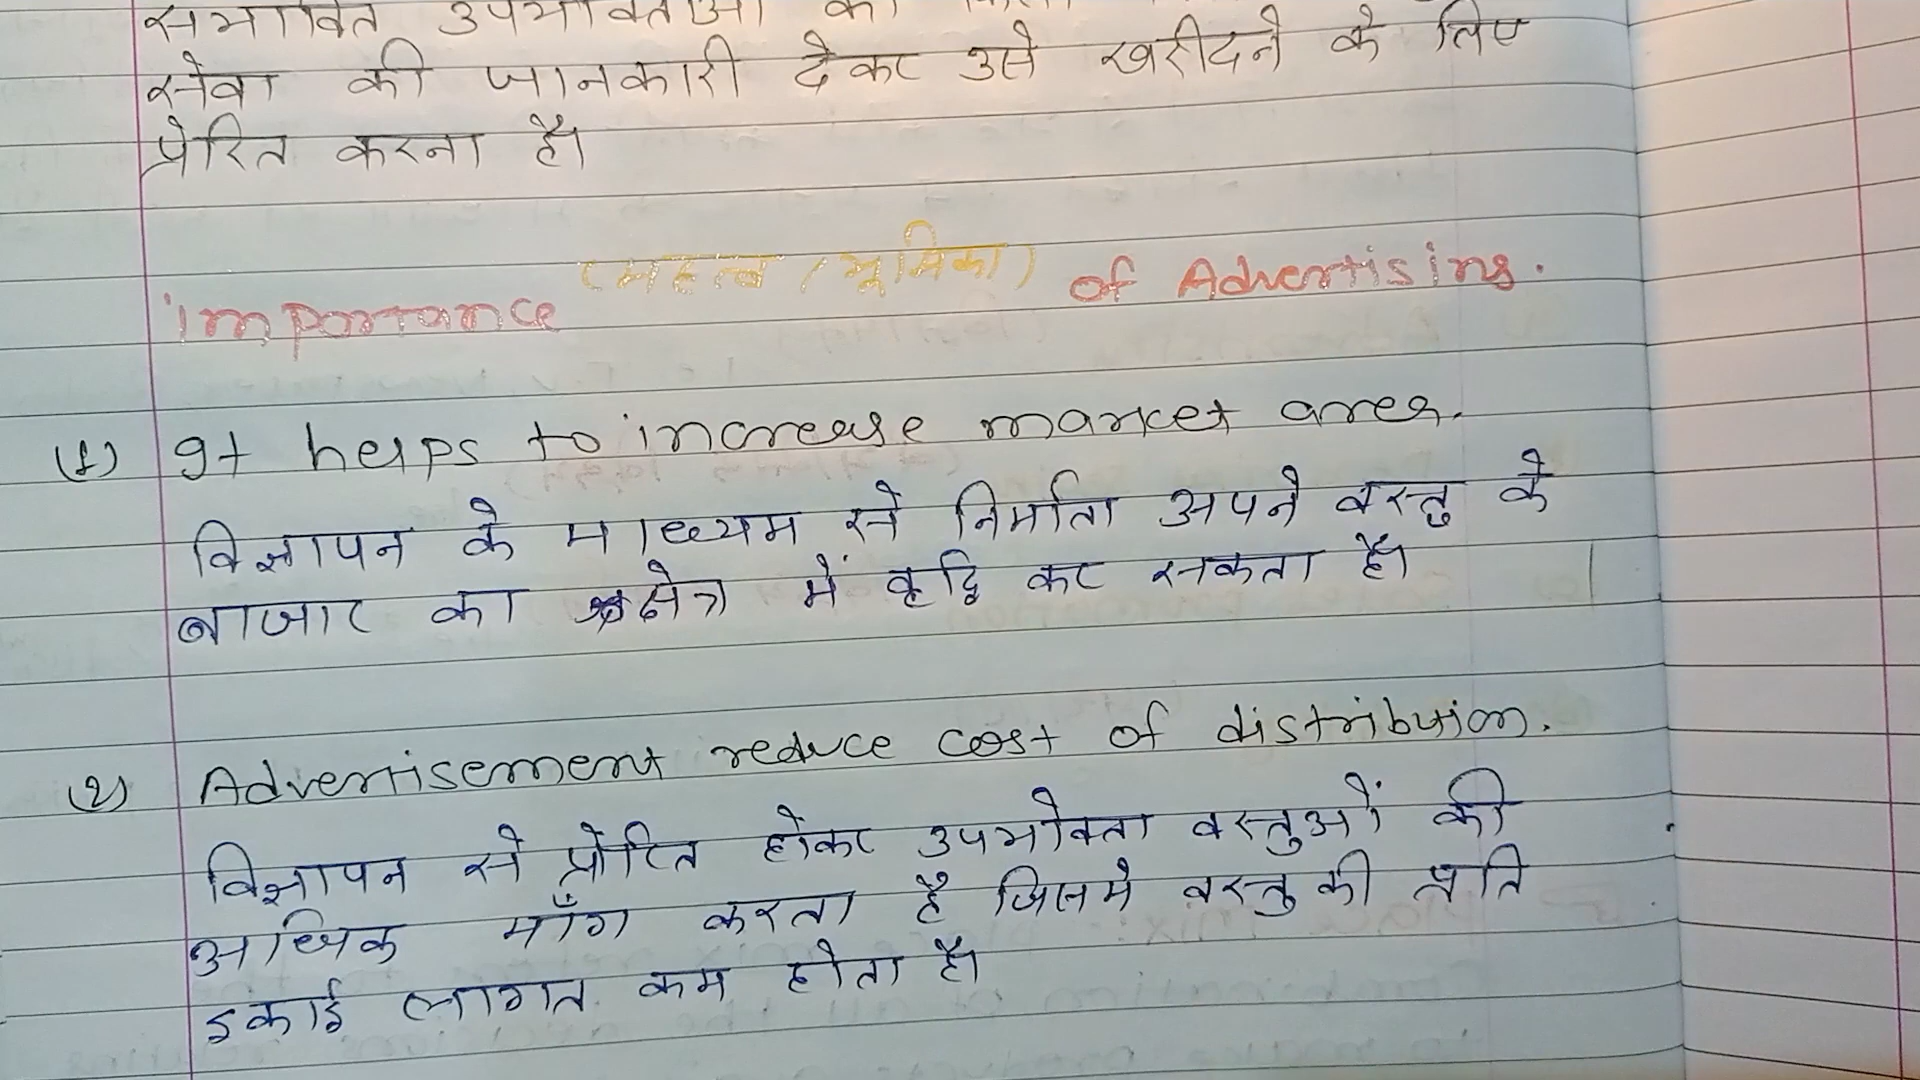 संभावित उपभोक्ताओं को
सेवा की जानकारी देकर उसे खरीदने के लिए
प्रेरित करना है।
importance (महत्व / भूमिका) of Advertising.
(1) It helps to increase market area.
विज्ञापन के माध्यम से निर्माता अपने वस्तु के
बाजार का क्षेत्र में वृद्धि कर सकता है।
(2) Advertisement reduce cost of distribution.
विज्ञापन से प्रेरित होकर उपभोक्ता वस्तुओं की
अधिक माँग करता है जिसमे वस्तु की प्रति
इकाई लागत कम होता है।